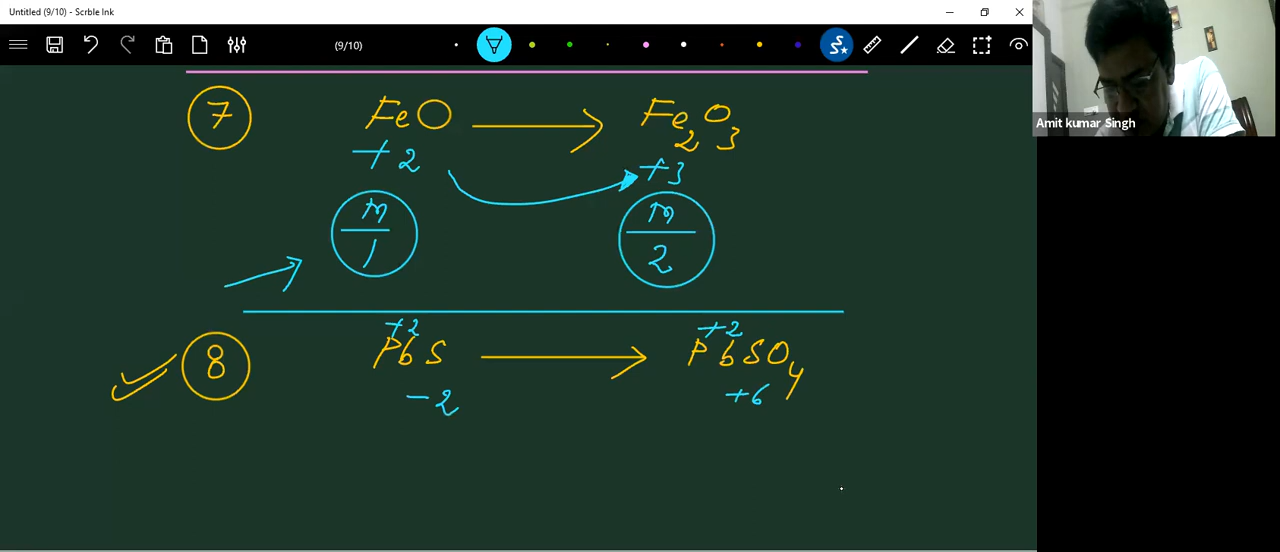 Untitled (9/10) - Scrble Ink
(9/10)
Amit kumar Singh
7 FeO → Fe2O3
+2 +3
M/1 M/2
+2 +2
8 PbS → PbSO4
-2 +6